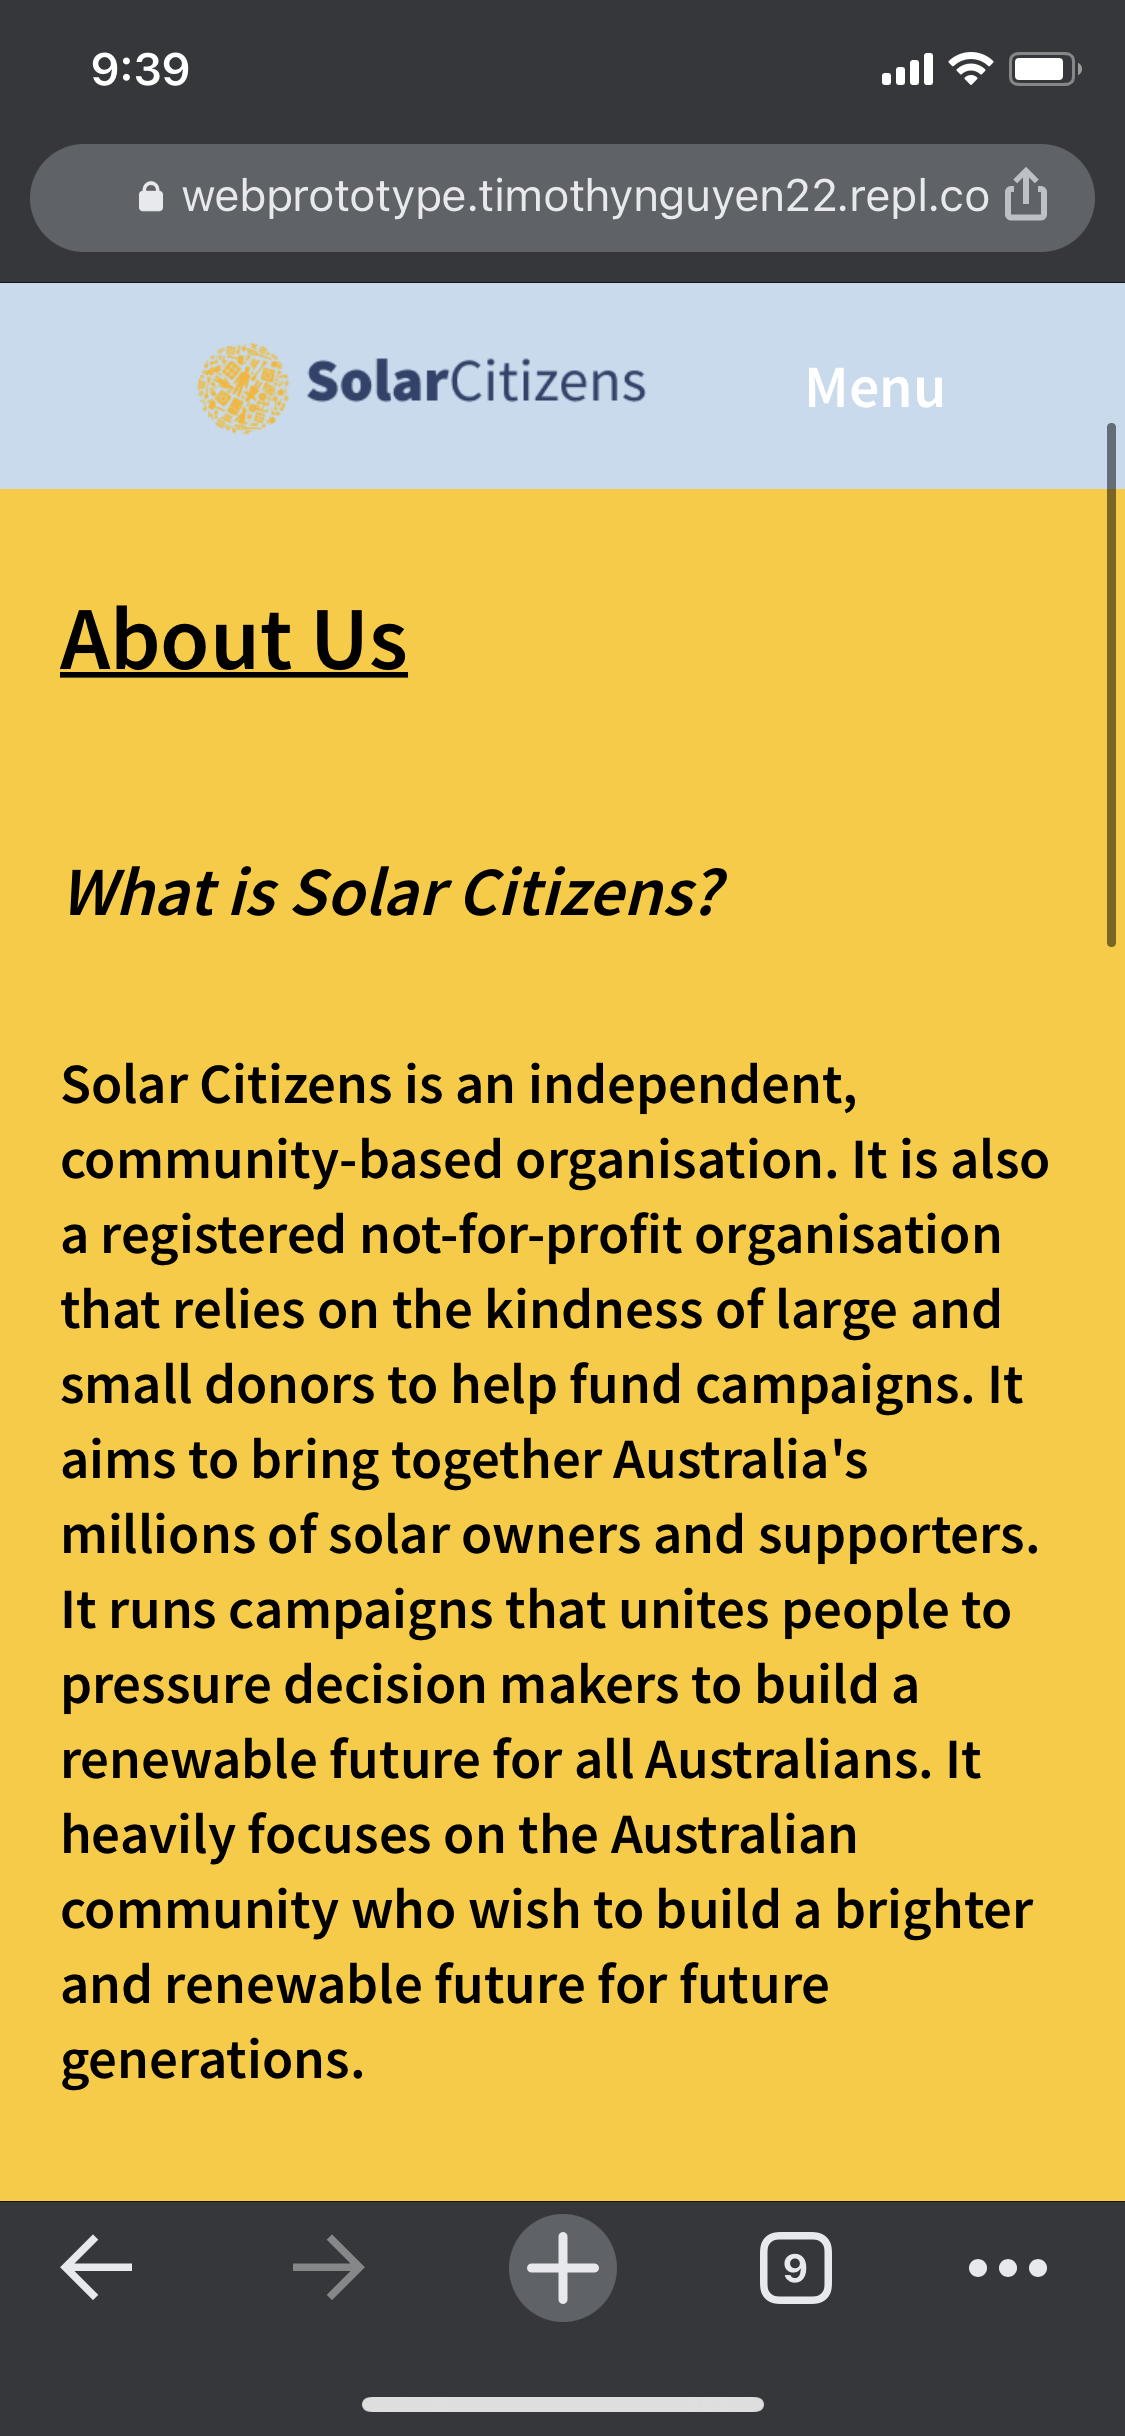 9:39
webprototype.timothynguyen22.repl.co
SolarCitizens
Menu
About Us
What is Solar Citizens?
Solar Citizens is an independent,
community-based organisation. It is also
a registered not-for-profit organisation
that relies on the kindness of large and
small donors to help fund campaigns. It
aims to bring together Australia's
millions of solar owners and supporters.
It runs campaigns that unites people to
pressure decision makers to build a
renewable future for all Australians. It
heavily focuses on the Australian
community who wish to build a brighter
and renewable future for future
generations.
9